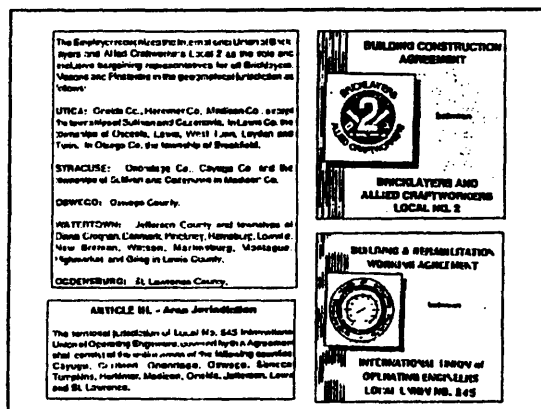 The Employer recognizes the International Union of Brick-
layers and Allied Craftworkers Local 2 as the sole and
exclusive bargaining representatives for all Bricklayers,
Masons and Plasterers in the geographical jurisdiction as
follows:
UTICA: Oneida Co., Herkimer Co., Madison Co., except
the townships of Sullivan and Cazenovia. In Lewis Co. the
townships of Osceola, Lewis, West Turin, Leyden and
Turin. In Otsego Co. the township of
SYRACUSE: Onondaga Co., Cayuga Co. and the
townships of Sullivan and Cazenovia in Madison Co.
OSWEGO: Oswego County.
WATERTOWN: Jefferson County and townships of
Diana, Croghan, Denmark, Pinckney, Harrisburg, Lowville,
New Bremen, Watson, Martinsburg, Montague,
Highmarket and Greig in Lewis County.
OGDENSBURG: St. Lawrence County.
ARTICLE III. - Area Jurisdiction
The territorial jurisdiction of Local No. 545 International
Union of Operating Engineers, covered by this Agreement
shall consist of the entire areas of the following counties:
Cayuga, Cortland, Onondaga, Oswego, Seneca,
Tompkins, Herkimer, Madison, Oneida, Jefferson, Lewis
and St. Lawrence.
BUILDING CONSTRUCTION
AGREEMENT
BRICKLAYERS
2
ALLIED CRAFTWORKERS
between
BRICKLAYERS AND
ALLIED CRAFTWORKERS
LOCAL NO. 2
BUILDING & REHABILITATION
WORKING AGREEMENT
between
INTERNATIONAL UNION of
OPERATING ENGINEERS
LOCAL UNION NO. 545